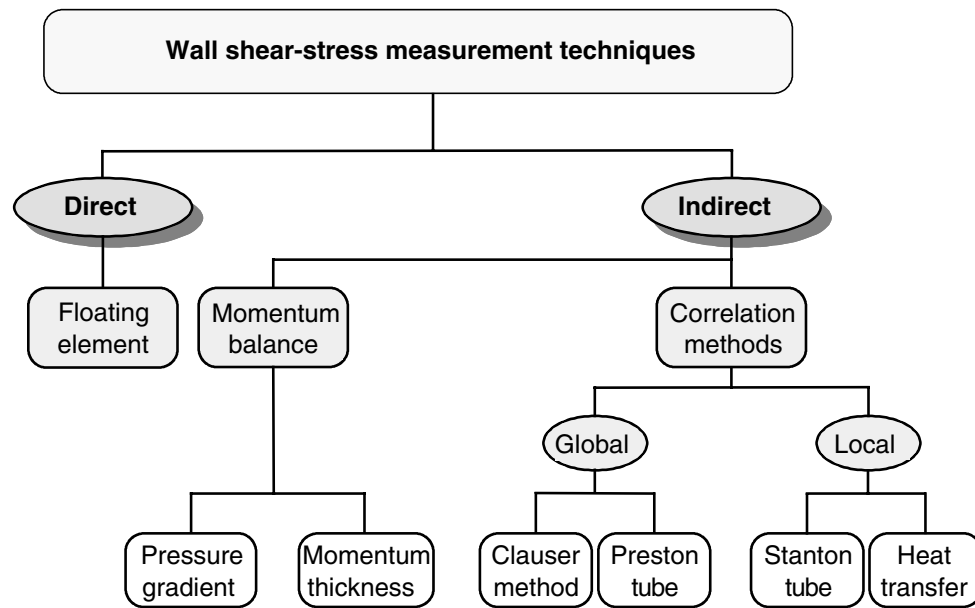 Wall shear-stress measurement techniques
Direct
Indirect
Floating
element
Momentum
balance
Correlation
methods
Global
Local
Pressure
gradient
Momentum
thickness
Clauser
method
Preston
tube
Stanton
tube
Heat
transfer